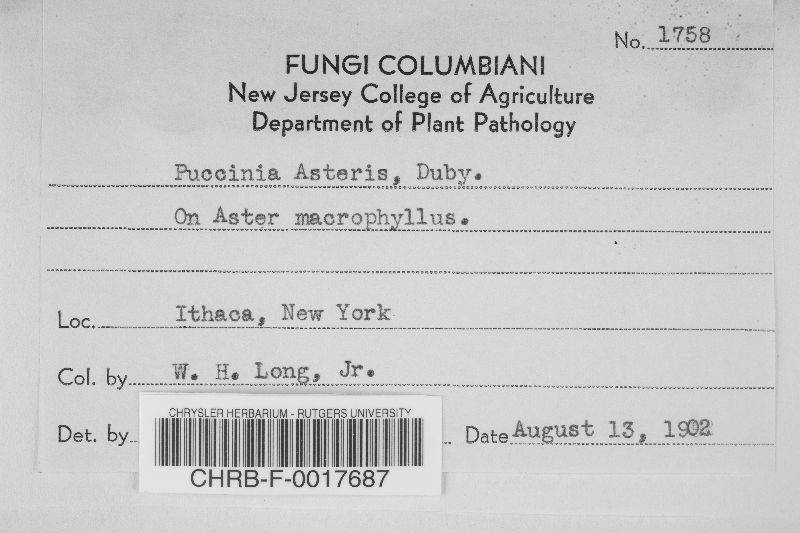 No. 1758
FUNGI COLUMBIANI
New Jersey College of Agriculture
Department of Plant Pathology
Puccinia Asteris, Duby.
On Aster macrophyllus.
Loc. Ithaca, New York
Col. by W. H. Long, Jr.
Det. by
Date August 13, 1902
CHRYSLER HERBARIUM - RUTGERS UNIVERSITY
CHRB-F-0017687